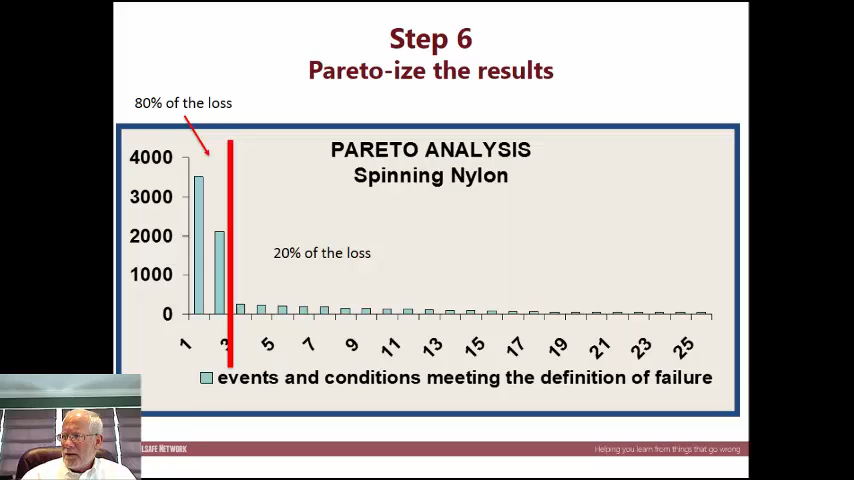 Step 6
Pareto-ize the results
80% of the loss
PARETO ANALYSIS
Spinning Nylon
4000
3000
2000
1000
0
20% of the loss
1 3 5 7 9 11 13 15 17 19 21 23 25
events and conditions meeting the definition of failure
NETWORK
Helping you learn from things that go wrong